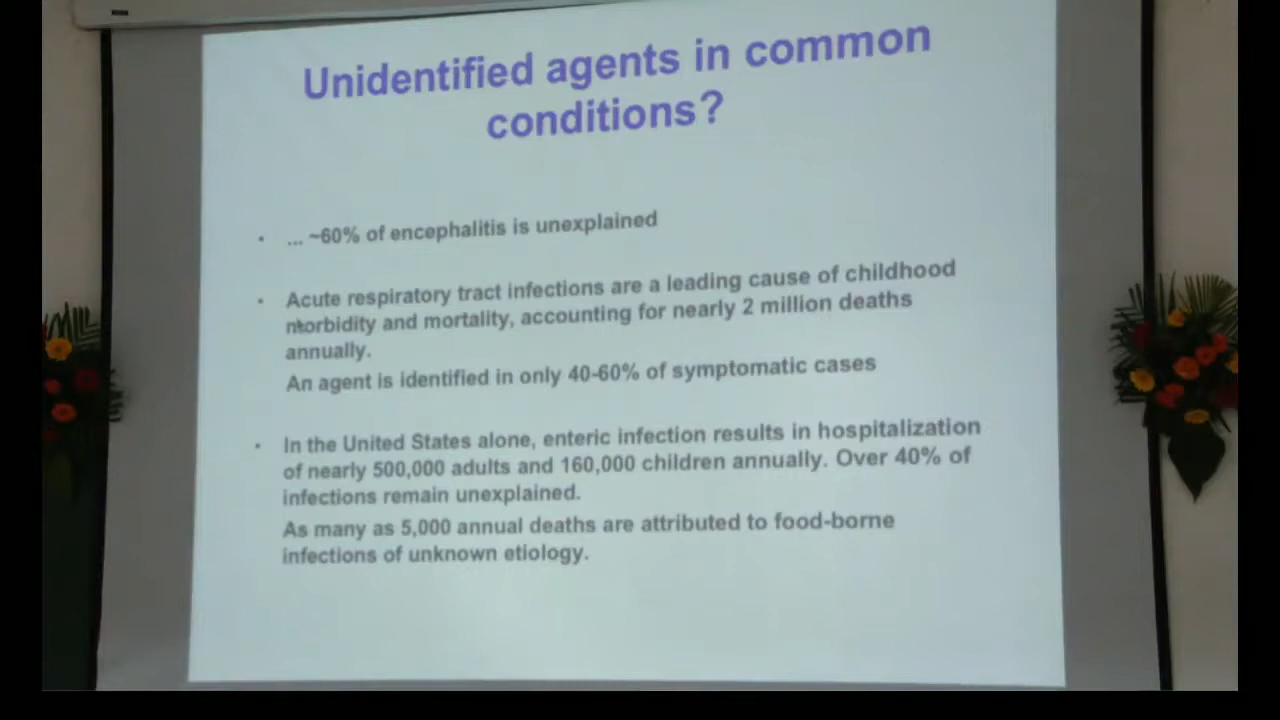 Unidentified agents in common
conditions?
• ... ~60% of encephalitis is unexplained
• Acute respiratory tract infections are a leading cause of childhood
morbidity and mortality, accounting for nearly 2 million deaths
annually.
An agent is identified in only 40-60% of symptomatic cases
• In the United States alone, enteric infection results in hospitalization
of nearly 500,000 adults and 160,000 children annually. Over 40% of
infections remain unexplained.
As many as 5,000 annual deaths are attributed to food-borne
infections of unknown etiology.